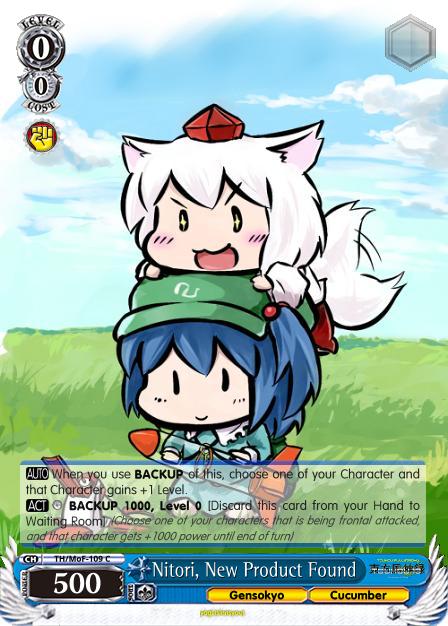 LEVEL
0
0
COST
AUTO When you use BACKUP of this, choose one of your Character and
that Character gains +1 Level.
ACT BACKUP 1000, Level 0 [Discard this card from your Hand to
Waiting Room] (Choose one of your characters that is being frontal attacked,
and that character gets +1000 power until end of turn)
CH TH/MoF-109 C
POWER 500 SOUL Nitori, New Product Found
Gensokyo Cucumber